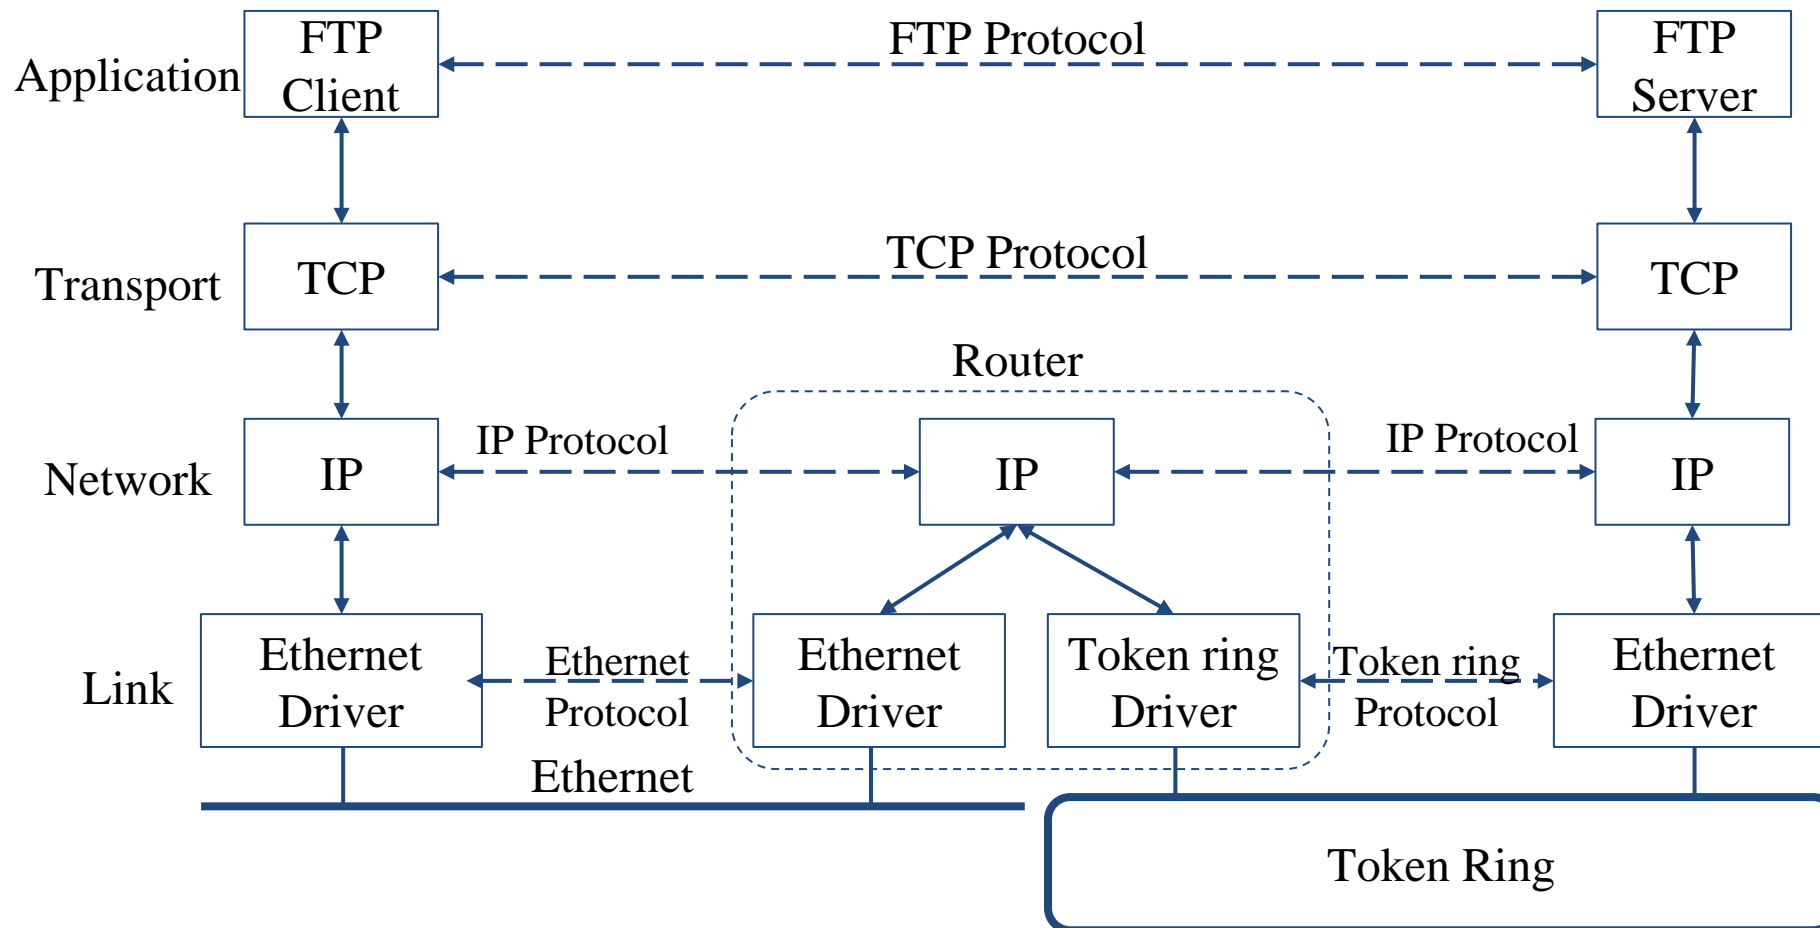 Application
FTP
Client
FTP Protocol
FTP
Server
Transport
TCP
TCP Protocol
TCP
Router
Network
IP
IP Protocol
IP
IP Protocol
IP
Link
Ethernet
Driver
Ethernet
Protocol
Ethernet
Driver
Token ring
Driver
Token ring
Protocol
Ethernet
Driver
Ethernet
Token Ring